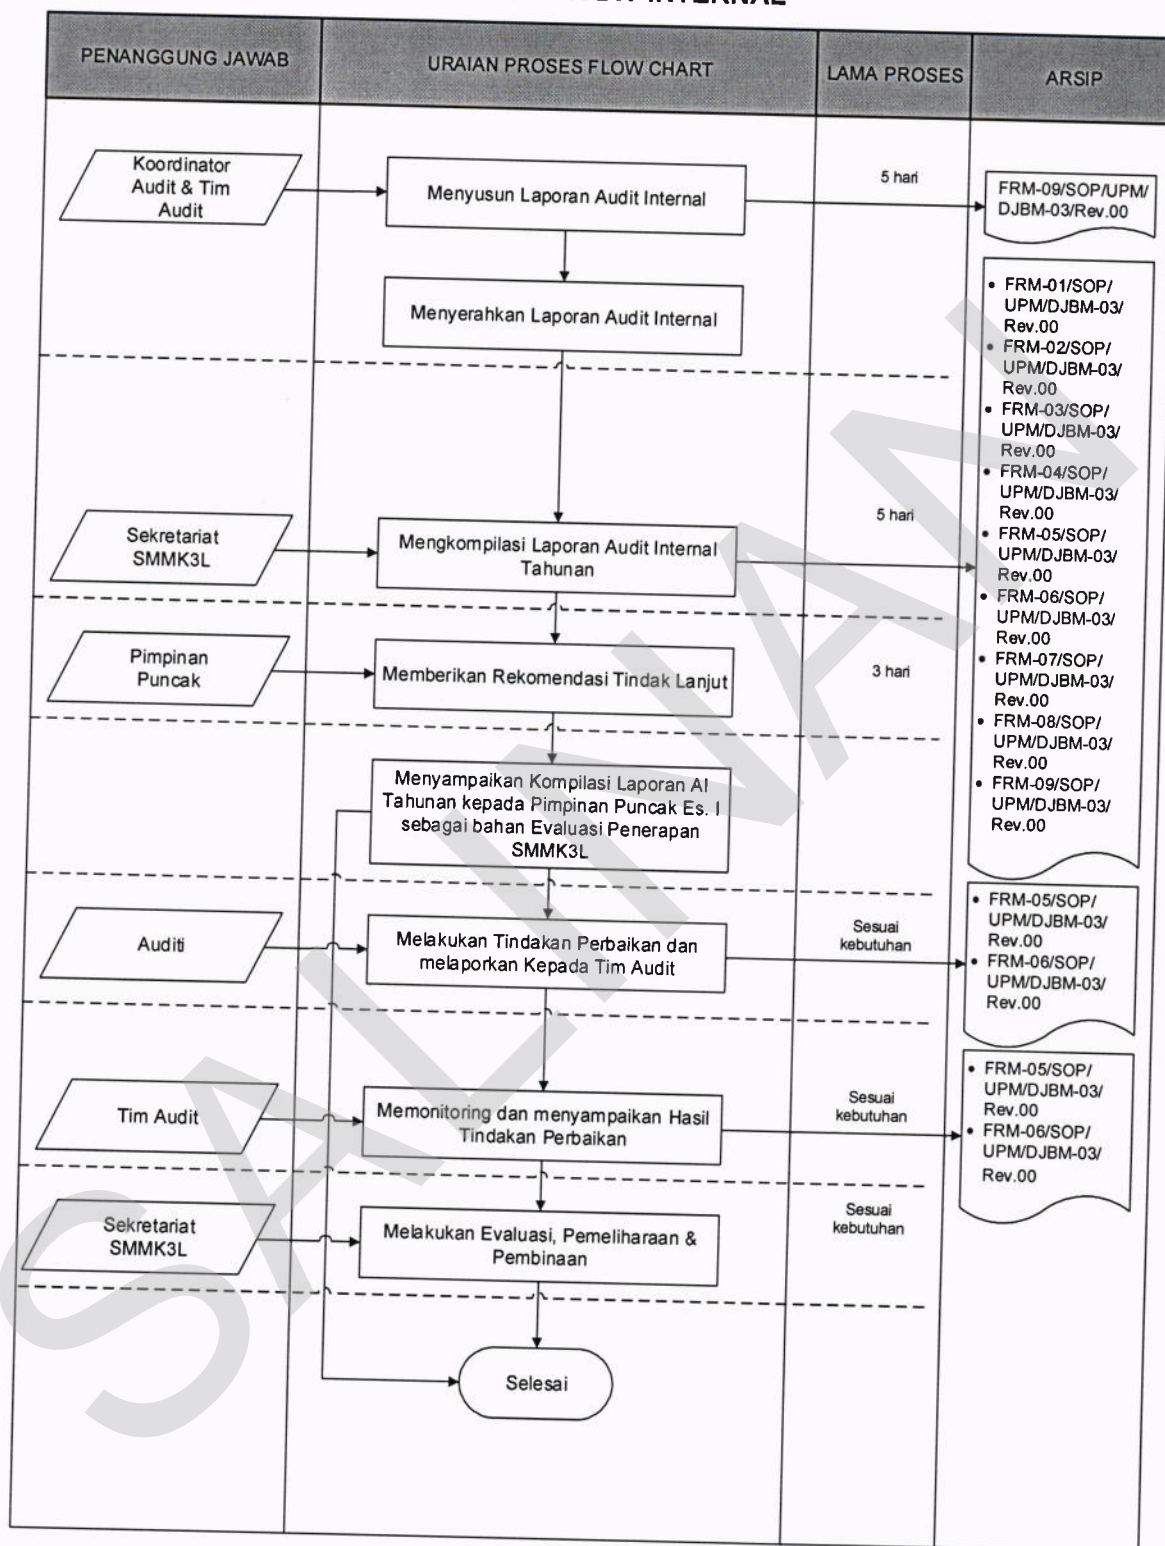 INTERNAL
PENANGGUNG JAWAB
URAIAN PROSES FLOW CHART
LAMA PROSES
ARSIP
Koordinator
Audit & Tim
Audit
Menyusun Laporan Audit Internal
5 hari
FRM-09/SOP/UPM/
DJBM-03/Rev.00
Menyerahkan Laporan Audit Internal
• FRM-01/SOP/
UPM/DJBM-03/
Rev.00
• FRM-02/SOP/
UPM/DJBM-03/
Rev.00
• FRM-03/SOP/
UPM/DJBM-03/
Rev.00
• FRM-04/SOP/
UPM/DJBM-03/
Rev.00
• FRM-05/SOP/
UPM/DJBM-03/
Rev.00
• FRM-06/SOP/
UPM/DJBM-03/
Rev.00
• FRM-07/SOP/
UPM/DJBM-03/
Rev.00
• FRM-08/SOP/
UPM/DJBM-03/
Rev.00
• FRM-09/SOP/
UPM/DJBM-03/
Rev.00
Sekretariat
SMMK3L
Mengkompilasi Laporan Audit Internal
Tahunan
5 hari
Pimpinan
Puncak
Memberikan Rekomendasi Tindak Lanjut
3 hari
Menyampaikan Kompilasi Laporan AI
Tahunan kepada Pimpinan Puncak Es. I
sebagai bahan Evaluasi Penerapan
SMMK3L
Auditi
Melakukan Tindakan Perbaikan dan
melaporkan Kepada Tim Audit
Sesuai
kebutuhan
• FRM-05/SOP/
UPM/DJBM-03/
Rev.00
• FRM-06/SOP/
UPM/DJBM-03/
Rev.00
Tim Audit
Memonitoring dan menyampaikan Hasil
Tindakan Perbaikan
Sesuai
kebutuhan
• FRM-05/SOP/
UPM/DJBM-03/
Rev.00
• FRM-06/SOP/
UPM/DJBM-03/
Rev.00
Sekretariat
SMMK3L
Melakukan Evaluasi, Pemeliharaan &
Pembinaan
Sesuai
kebutuhan
Selesai
SALINAN